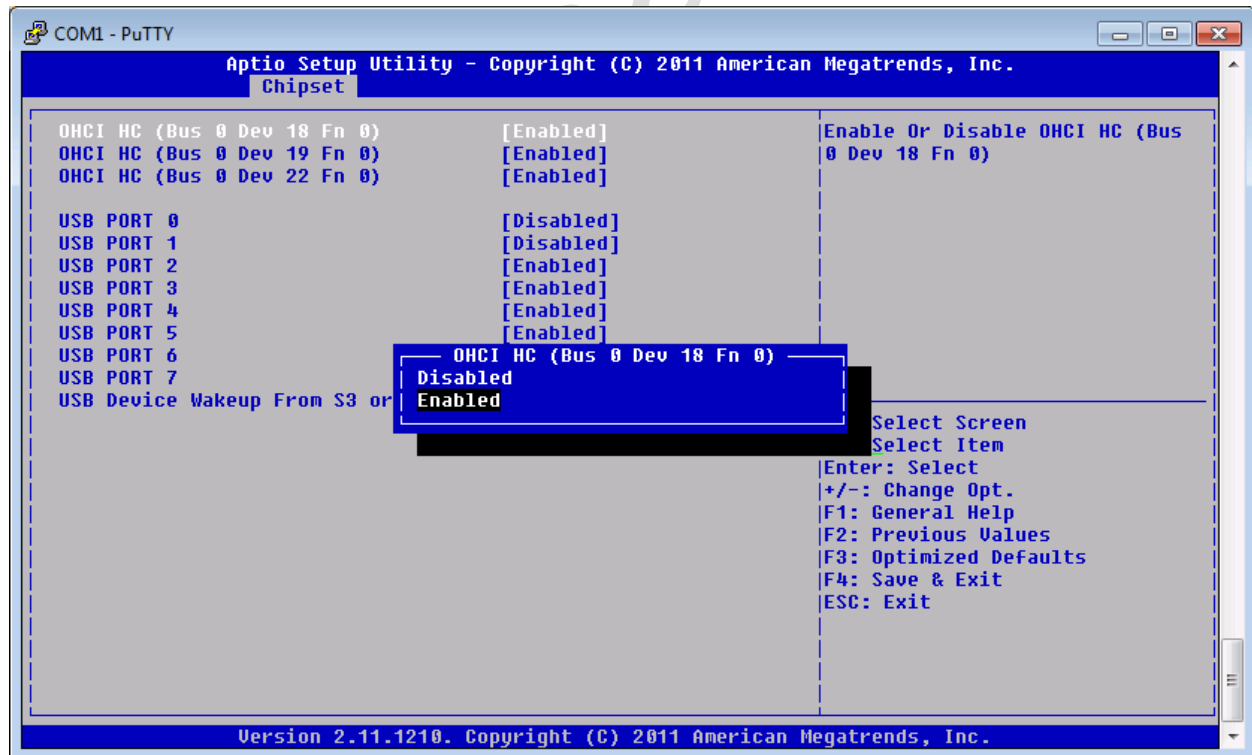 COM1 - PuTTY
Aptio Setup Utility - Copyright (C) 2011 American Megatrends, Inc.
Chipset
OHCI HC (Bus 0 Dev 18 Fn 0) [Enabled]
OHCI HC (Bus 0 Dev 19 Fn 0) [Enabled]
OHCI HC (Bus 0 Dev 22 Fn 0) [Enabled]
USB PORT 0 [Disabled]
USB PORT 1 [Disabled]
USB PORT 2 [Enabled]
USB PORT 3 [Enabled]
USB PORT 4 [Enabled]
USB PORT 5 [Enabled]
USB PORT 6
USB PORT 7
USB Device Wakeup From S3 or
OHCI HC (Bus 0 Dev 18 Fn 0)
Disabled
Enabled
Enable Or Disable OHCI HC (Bus
0 Dev 18 Fn 0)
Select Screen
Select Item
Enter: Select
+/-: Change Opt.
F1: General Help
F2: Previous Values
F3: Optimized Defaults
F4: Save & Exit
ESC: Exit
Version 2.11.1210. Copyright (C) 2011 American Megatrends, Inc.